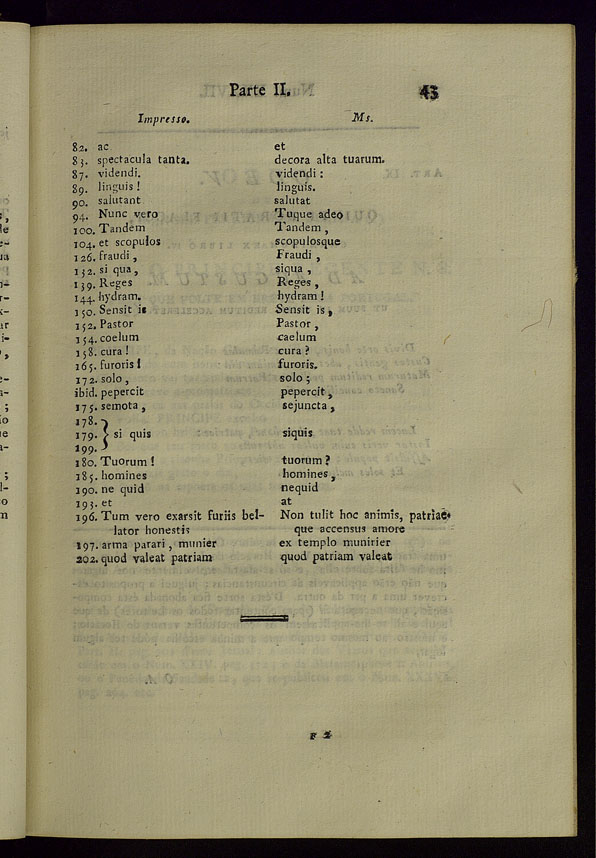 Parte II. 43
Impresso. Ms.
82. ac et
83. spectacula tanta. decora alta tuarum.
87. videndi. videndi :
89. linguis ! linguis.
90. salutant salutat
94. Nunc vero Tuque adeo
100. Tandem Tandem ,
104. et scopulos scopulosque
126. fraudi , Fraudi ,
132. si qua , siqua ,
139. Reges Reges ,
144. hydram. hydram !
150. Sensit is Sensit is ,
152. Pastor Pastor ,
154. coelum caelum
158. cura ! cura ?
165. furoris ! furoris.
172. solo , solo ;
ibid. pepercit pepercit ,
175. semota , sejuncta ,
178.
179. } si quis siquis
199.
180. Tuorum ! tuorum ?
185. homines homines ,
190. ne quid nequid
193. et at
196. Tum vero exarsit furiis bel- Non tulit hoc animis, patriae
lator honestis que accensus amore
197. arma parari , munier ex templo munirier
202. quod valeat patriam quod patriam valeat
F 2